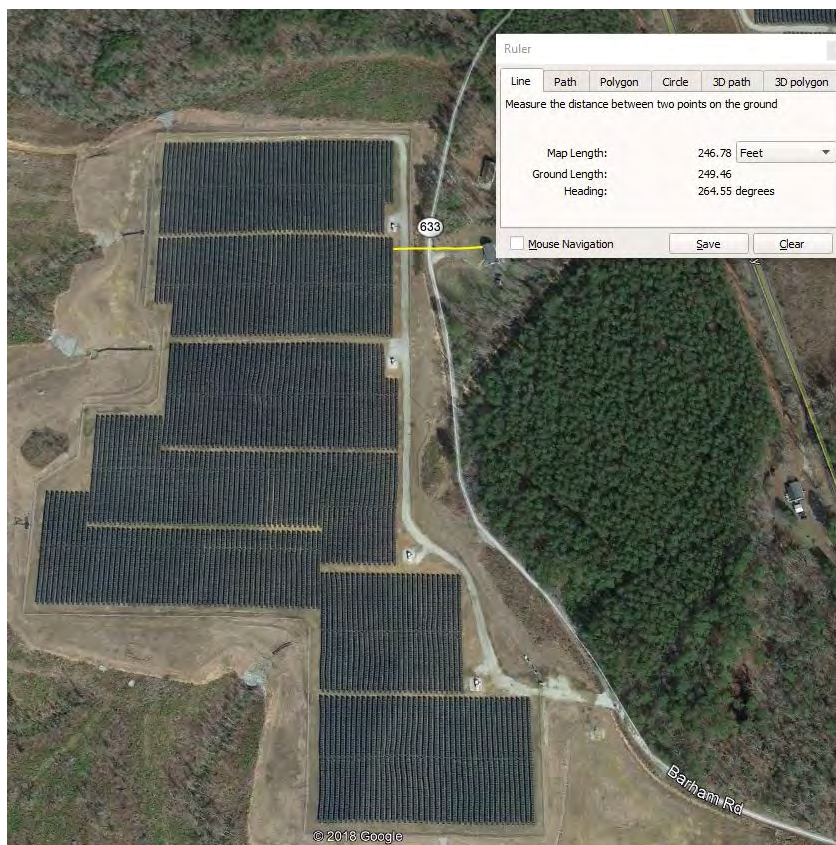 Ruler
Line Path Polygon Circle 3D path 3D polygon
Measure the distance between two points on the ground
Map Length: 246.78 Feet
Ground Length: 249.46
Heading: 264.55 degrees
Mouse Navigation Save Clear
633
Barham Rd
© 2018 Google